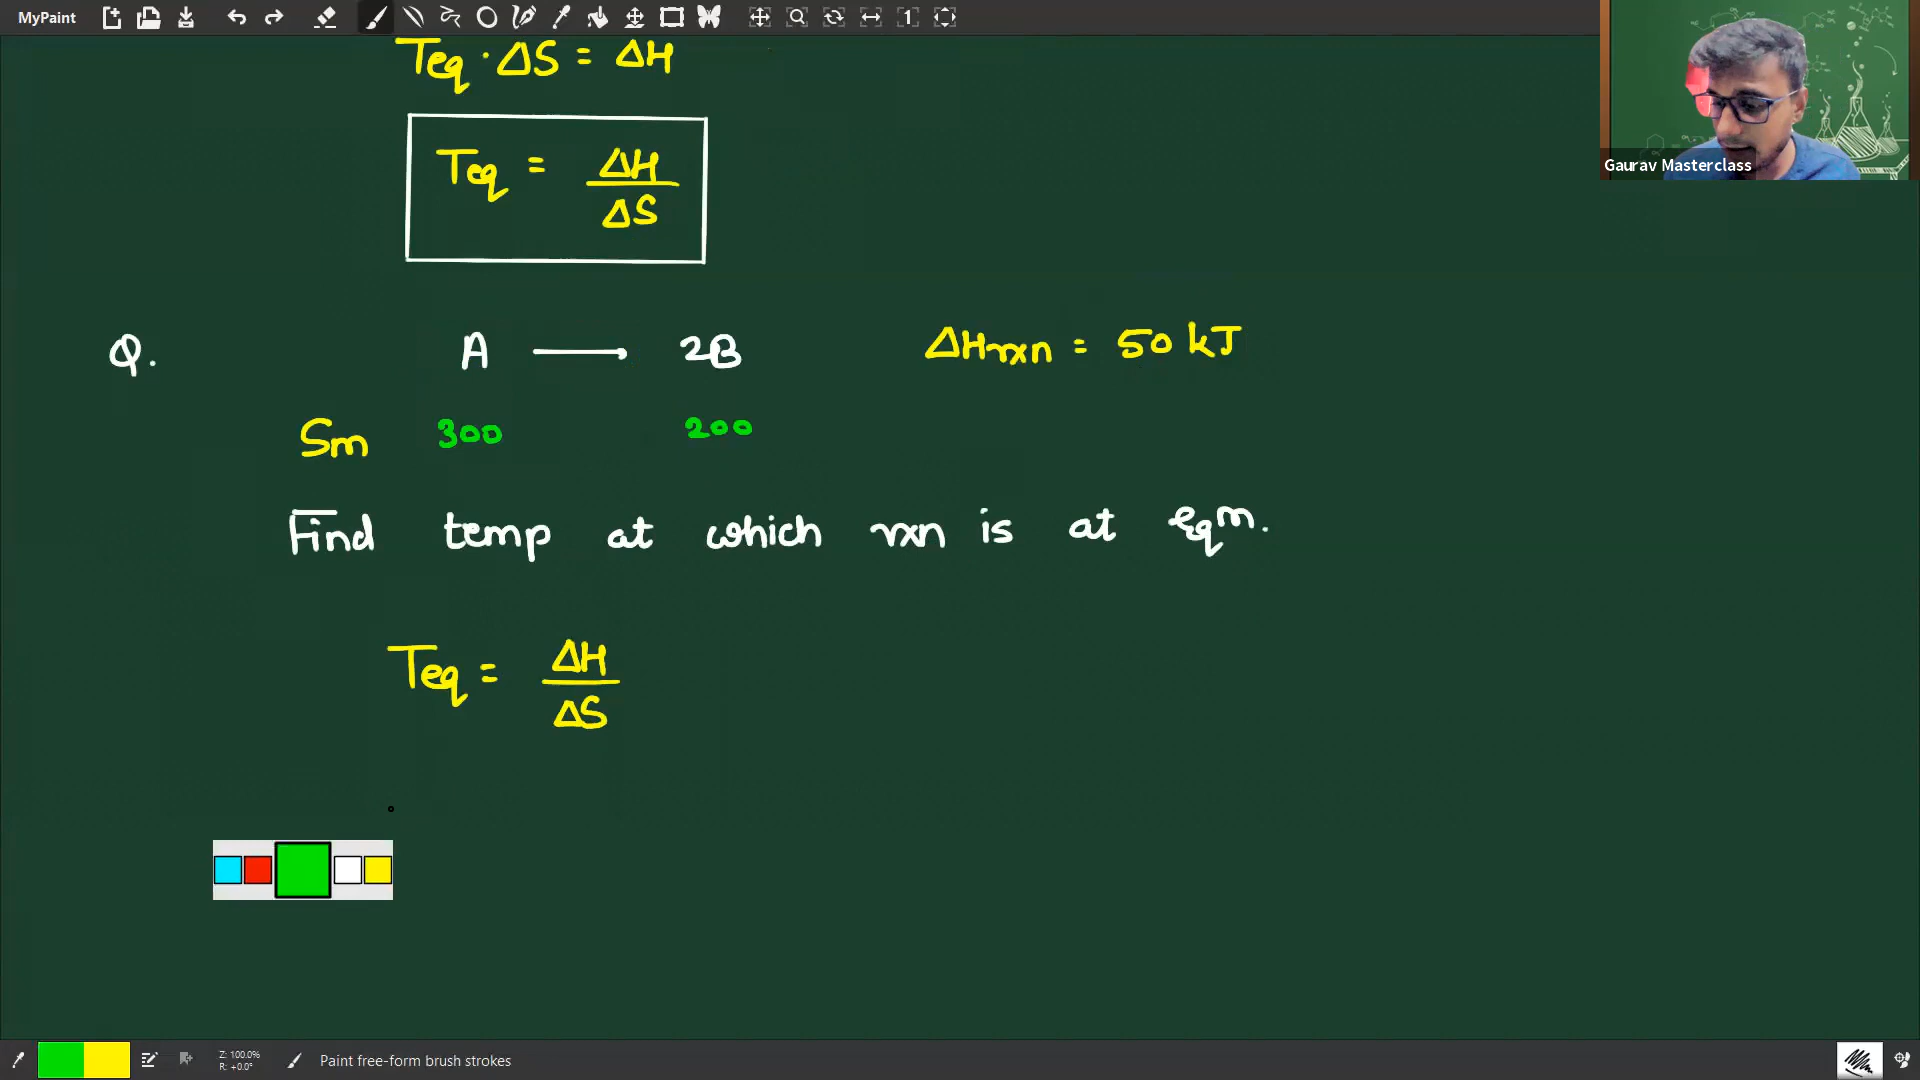 MyPaint
Teq · ΔS = ΔH
Teq = ΔH / ΔS
Gaurav Masterclass
Q. A → 2B ΔHrxn = 50 kJ
Sm 300 200
Find temp at which rxn is at eqm.
Teq = ΔH / ΔS
Z: 100.0%
R: +0.0°
Paint free-form brush strokes